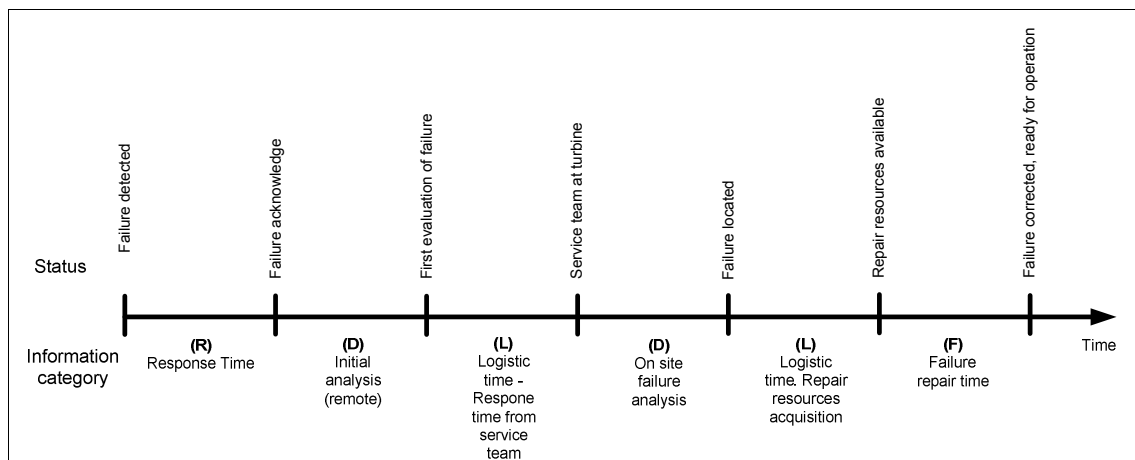 Failure detected
Failure acknowledge
First evaluation of failure
Service team at turbine
Failure located
Repair resources available
Failure corrected, ready for operation
Status
Information
category
(R)
Response Time
(D)
Initial
analysis
(remote)
(L)
Logistic
time -
Respone
time from
service
team
(D)
On site
failure
analysis
(L)
Logistic
time. Repair
resources
acquisition
(F)
Failure
repair time
Time